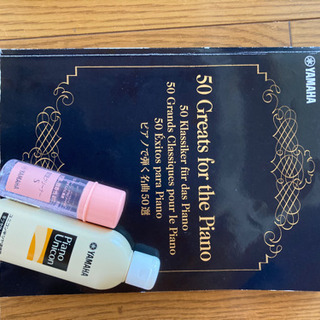 YAMAHA
50 Greats for the Piano
50 Klassiker für das Piano
50 Grands Classiques pour le Piano
50 Éxitos para Piano
ピアノで弾く名曲50選
YAMAHA
Piano
Unicon